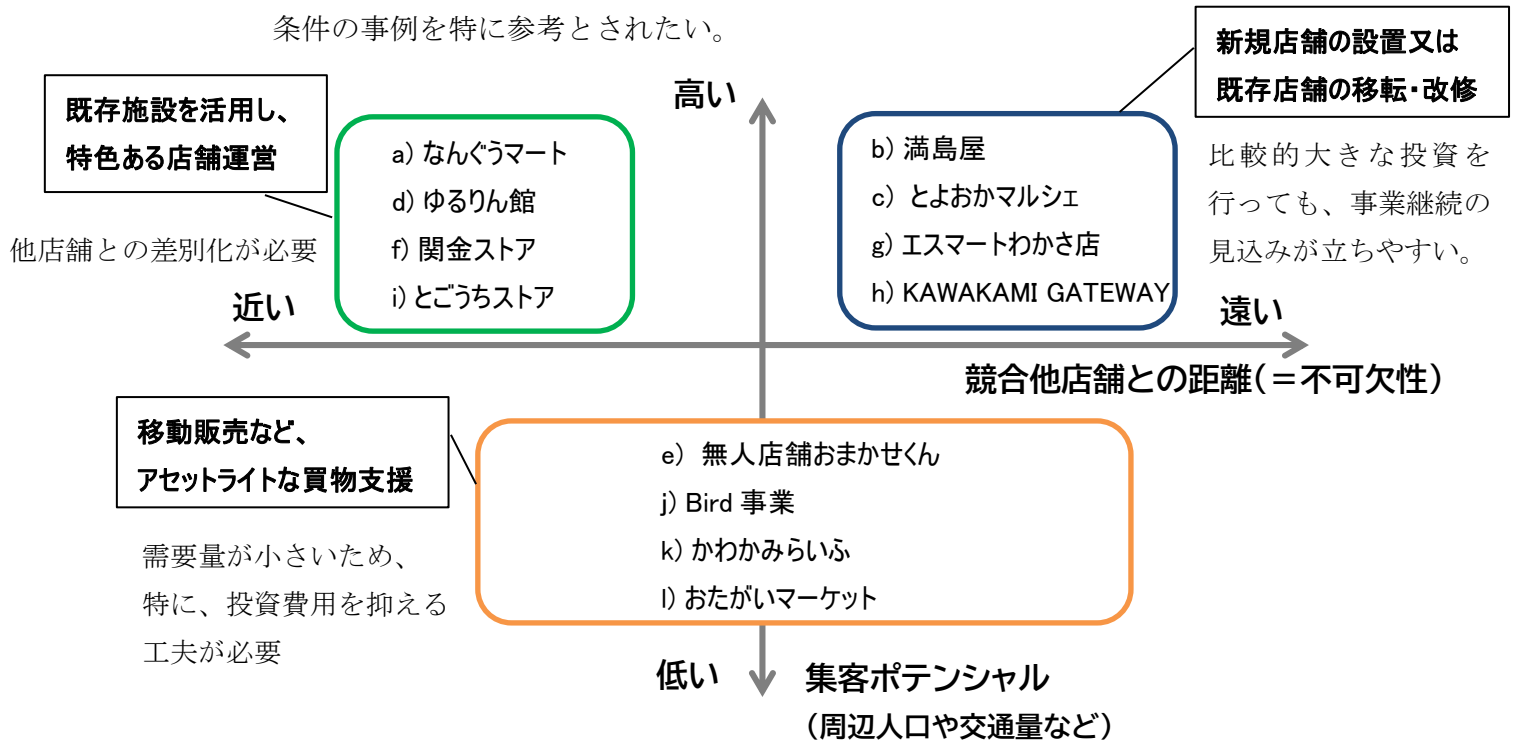 条件の事例を特に参考とされたい。
新規店舗の設置又は
既存店舗の移転・改修
高い
既存施設を活用し、
特色ある店舗運営
a) なんぐうマート
d) ゆるりん館
f) 関金ストア
i) とごうちストア
b) 満島屋
c) とよおかマルシェ
g) エスマートわかさ店
h) KAWAKAMI GATEWAY
比較的大きな投資を
行っても、事業継続の
見込みが立ちやすい。
他店舗との差別化が必要
近い
遠い
競合他店舗との距離(=不可欠性)
移動販売など、
アセットライトな買物支援
e) 無人店舗おまかせくん
j) Bird 事業
k) かわかみらいふ
l) おたがいマーケット
需要量が小さいため、
特に、投資費用を抑える
工夫が必要
低い
集客ポテンシャル
(周辺人口や交通量など)